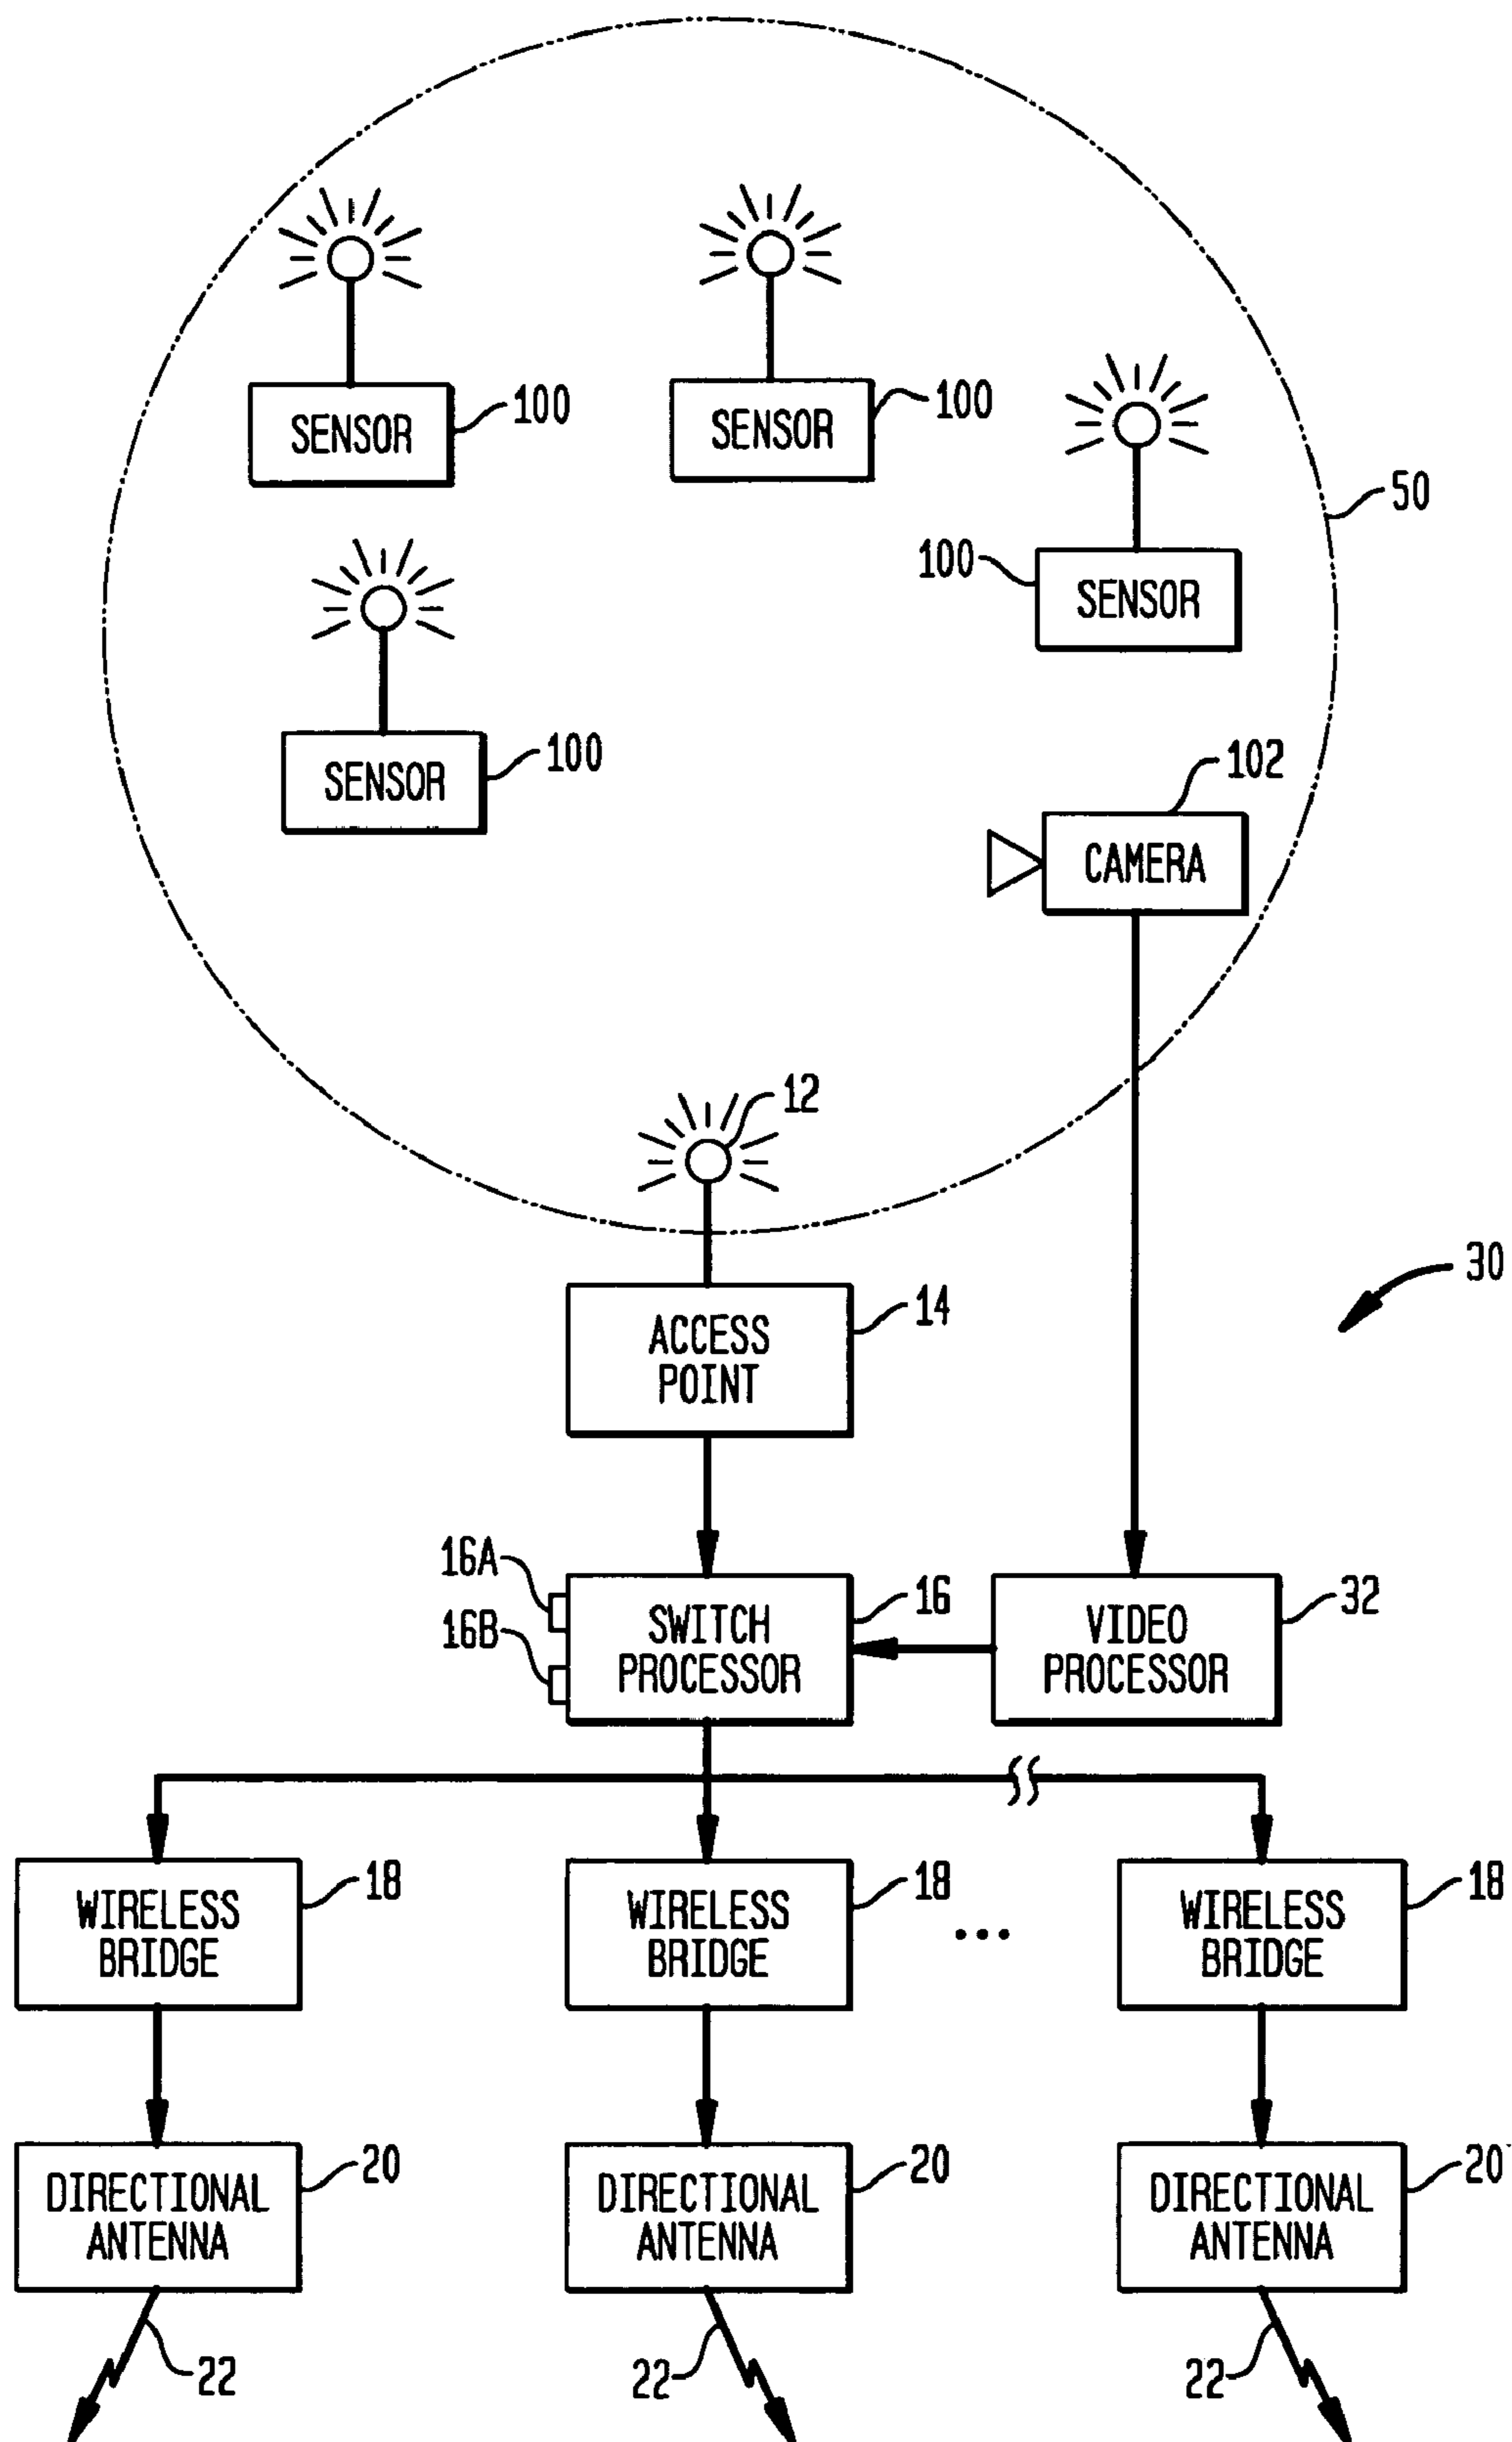 100
SENSOR
100
SENSOR
50
100
SENSOR
100
SENSOR
102
CAMERA
12
30
14
ACCESS
POINT
16A
16
32
16B
SWITCH
PROCESSOR
VIDEO
PROCESSOR
18
WIRELESS
BRIDGE
18
WIRELESS
BRIDGE
...
18
WIRELESS
BRIDGE
20
DIRECTIONAL
ANTENNA
20
DIRECTIONAL
ANTENNA
20
DIRECTIONAL
ANTENNA
22
22
22